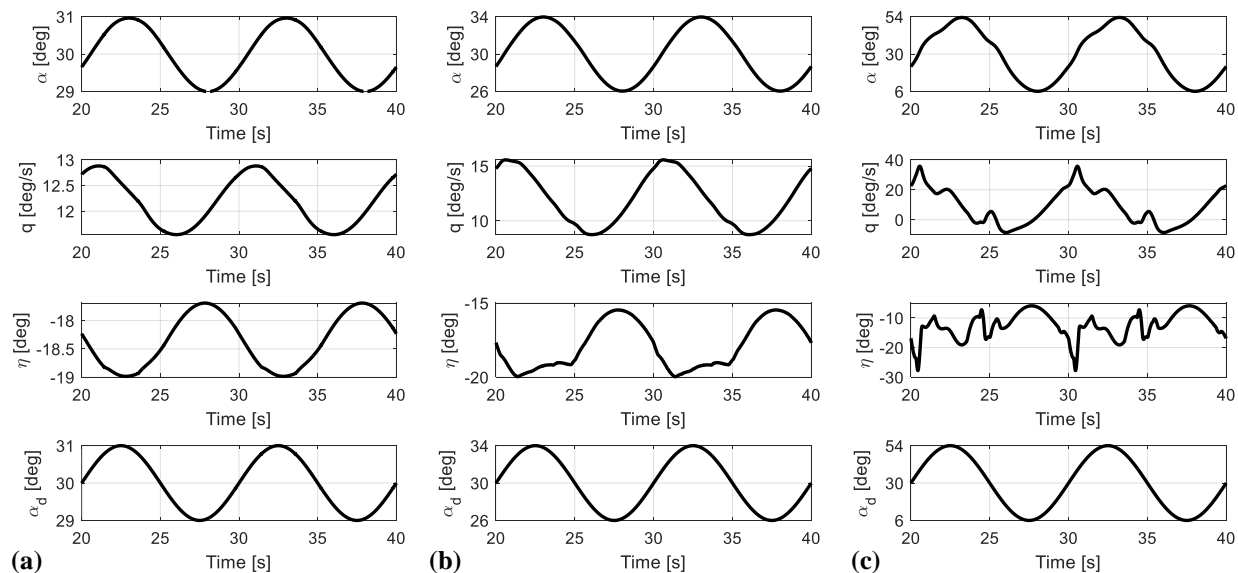 31
30
29
α [deg]
20 25 30 35 40
Time [s]
13
12.5
12
q [deg/s]
20 25 30 35 40
Time [s]
-18
-18.5
-19
η [deg]
20 25 30 35 40
Time [s]
31
30
29
α_d [deg]
20 25 30 35 40
Time [s]
(a)
34
30
26
α [deg]
20 25 30 35 40
Time [s]
15
10
q [deg/s]
20 25 30 35 40
Time [s]
-15
-20
η [deg]
20 25 30 35 40
Time [s]
34
30
26
α_d [deg]
20 25 30 35 40
Time [s]
(b)
54
30
6
α [deg]
20 25 30 35 40
Time [s]
40
20
0
q [deg/s]
20 25 30 35 40
Time [s]
-10
-20
-30
η [deg]
20 25 30 35 40
Time [s]
54
30
6
α_d [deg]
20 25 30 35 40
Time [s]
(c)